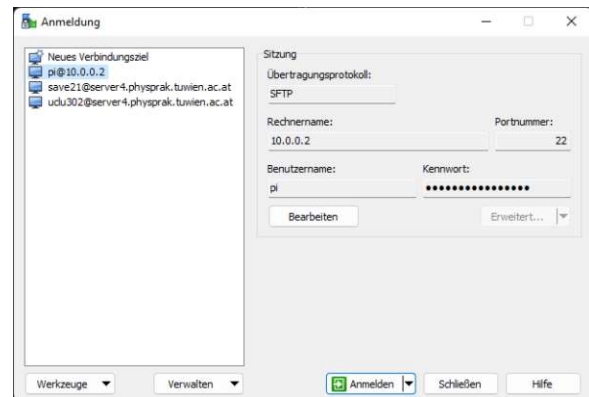 Anmeldung
Neues Verbindungsziel
pi@10.0.0.2
save21@server4.physprak.tuwien.ac.at
udu302@server4.physprak.tuwien.ac.at
Sitzung
Übertragungsprotokoll:
SFTP
Rechnername:
Portnummer:
10.0.0.2
22
Benutzername:
Kennwort:
pi
••••••••••••••••
Bearbeiten
Erweitert...
Werkzeuge
Verwalten
Anmelden
Schließen
Hilfe